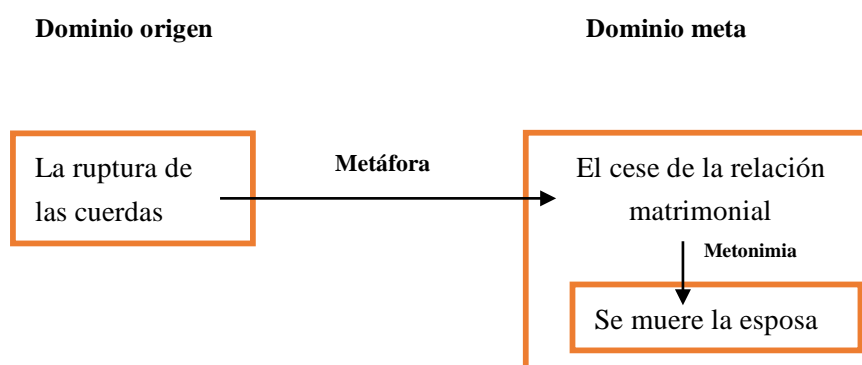 Dominio origen
Dominio meta
La ruptura de
las cuerdas
Metáfora
El cese de la relación
matrimonial
Metonimia
Se muere la esposa